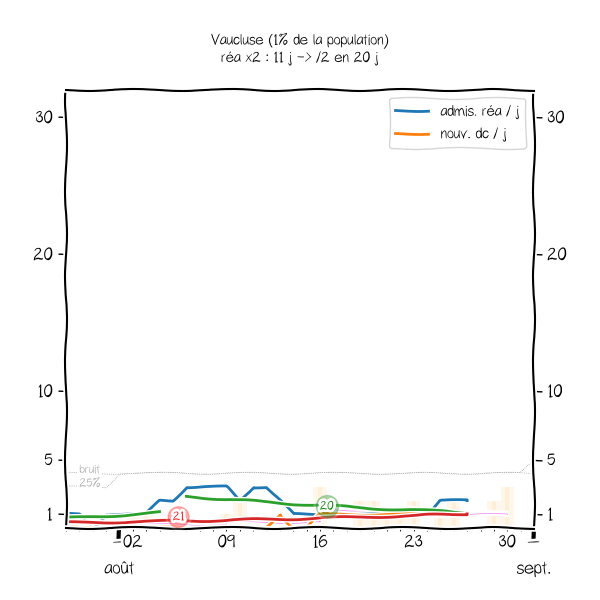 Vaucluse (1% de la population)
réa x2 : 11 j -> /2 en 20 j
admis. réa / j
nouv. dc / j
30
30
20
20
10
10
5
5
bruit
25%
1
1
21
20
02
09
16
23
30
août
sept.